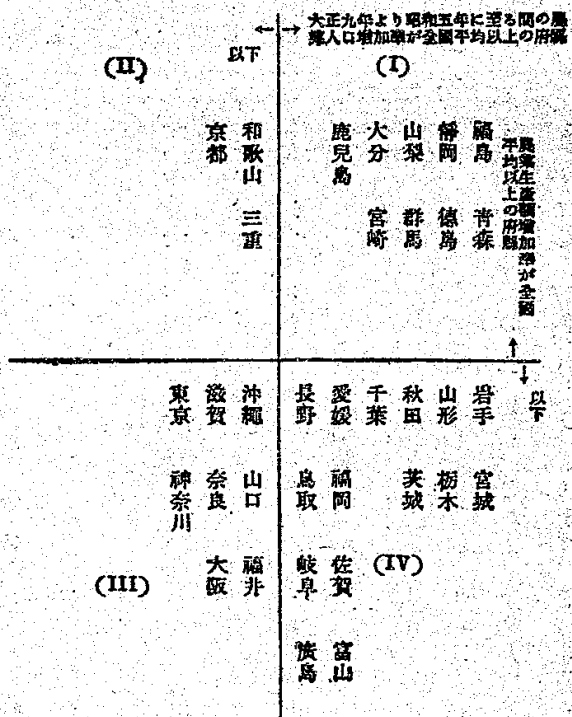 大正九年より昭和五年に至る間の農
業人口増加率が全國平均以上の府縣
以下
(I)
農業生産額増加率が全國
平均以上の府縣
福島 青森
靜岡 德島
山梨 群馬
大分 宮崎
鹿兒島
(II)
和歌山 三重
京都
以下
岩手 宮城
山形 栃木
秋田 茨城
千葉
(IV)
愛媛 福岡 佐賀 富山
長野 鳥取 岐阜 廣島
沖繩 山口 福井
滋賀 奈良 大阪
東京 神奈川
(III)